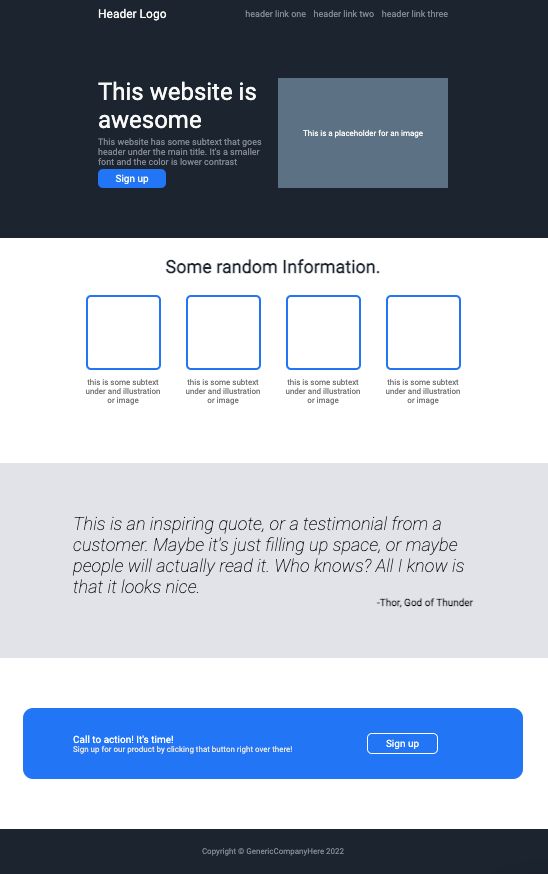 Header Logo
header link one header link two header link three
This website is
awesome
This website has some subtext that goes
header under the main title. It's a smaller
font and the color is lower contrast
Sign up
This is a placeholder for an image
Some random Information.
this is some subtext
under and illustration
or image
this is some subtext
under and illustration
or image
this is some subtext
under and illustration
or image
this is some subtext
under and illustration
or image
This is an inspiring quote, or a testimonial from a
customer. Maybe it's just filling up space, or maybe
people will actually read it. Who knows? All I know is
that it looks nice.
-Thor, God of Thunder
Call to action! It's time!
Sign up for our product by clicking that button right over there!
Sign up
Copyright © GenericCompanyHere 2022